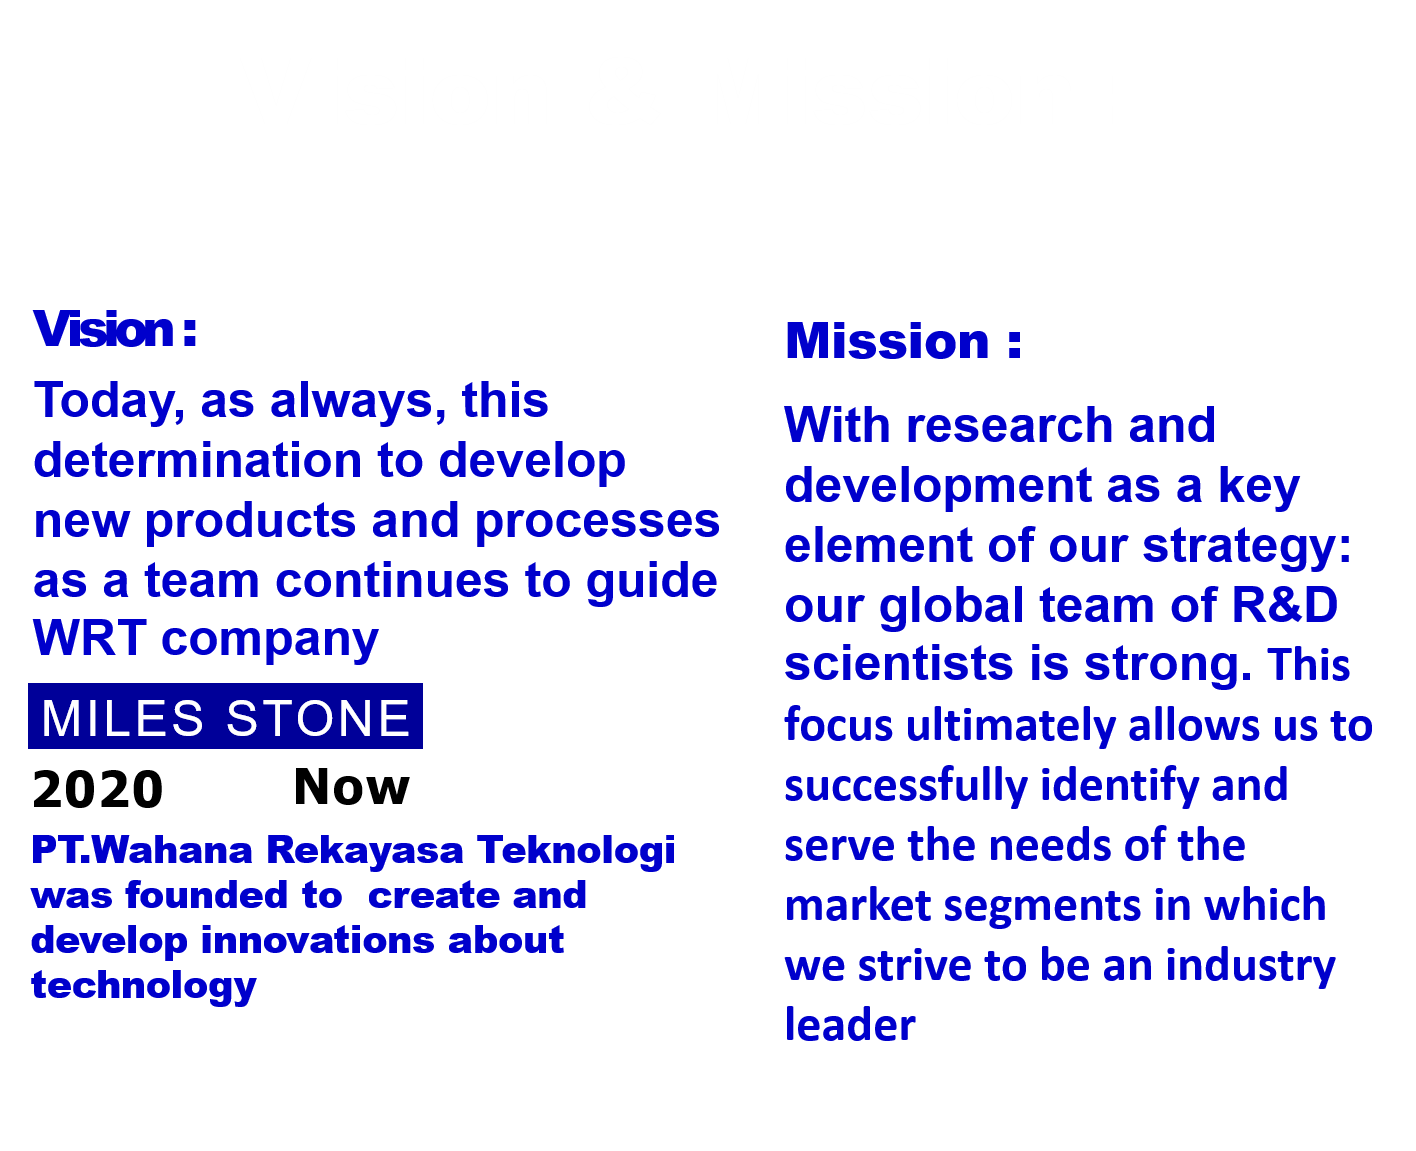 Vision :
Today, as always, this
determination to develop
new products and processes
as a team continues to guide
WRT company
MILES STONE
2020 Now
PT.Wahana Rekayasa Teknologi
was founded to  create and
develop innovations about
technology
Mission :
With research and
development as a key
element of our strategy:
our global team of R&D
scientists is strong. This
focus ultimately allows us to
successfully identify and
serve the needs of the
market segments in which
we strive to be an industry
leader